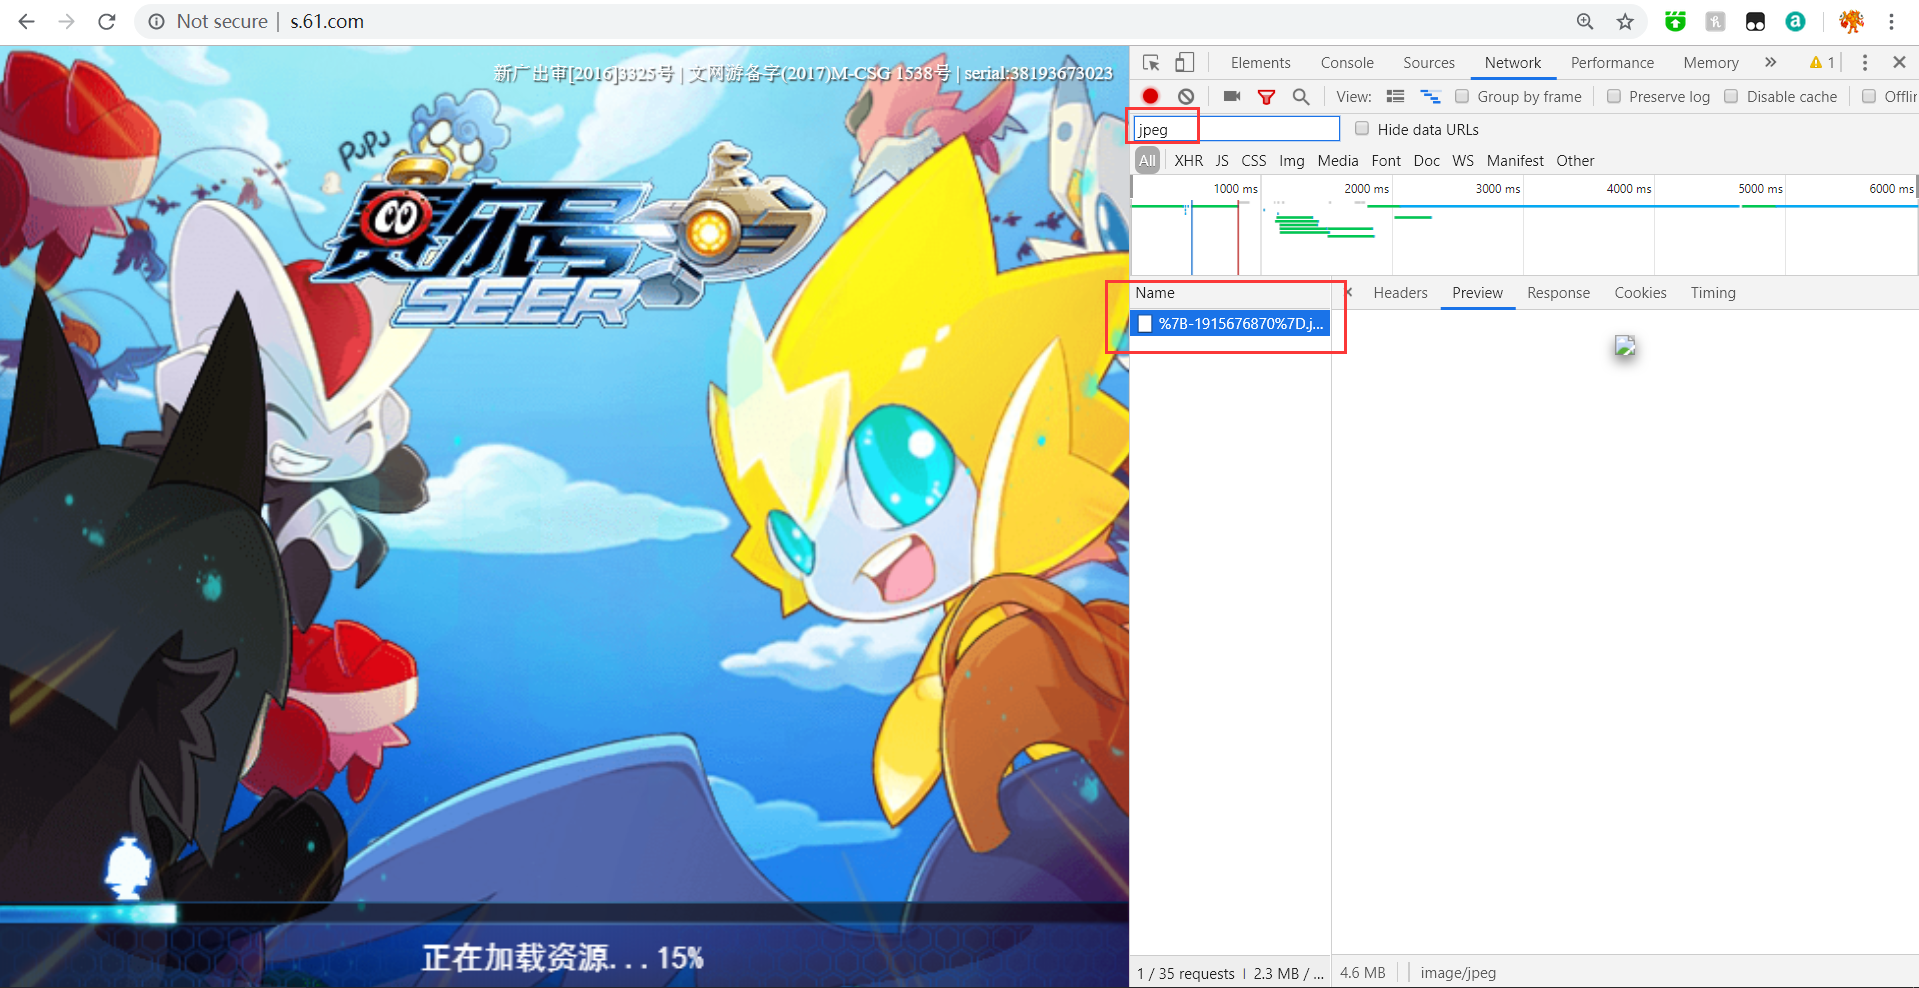 Not secure | s.61.com
新广出审[2016]3325号 | 文网游备字(2017)M-CSG 1538号 | serial:38193673023
PUPU
赛尔号
SEER
正在加载资源...15%
Elements Console Sources Network Performance Memory » 1
View: Group by frame Preserve log Disable cache Offlin
jpeg Hide data URLs
All XHR JS CSS Img Media Font Doc WS Manifest Other
1000 ms 2000 ms 3000 ms 4000 ms 5000 ms 6000 ms
Name Headers Preview Response Cookies Timing
%7B-1915676870%7D.j...
1 / 35 requests | 2.3 MB / ... 4.6 MB image/jpeg